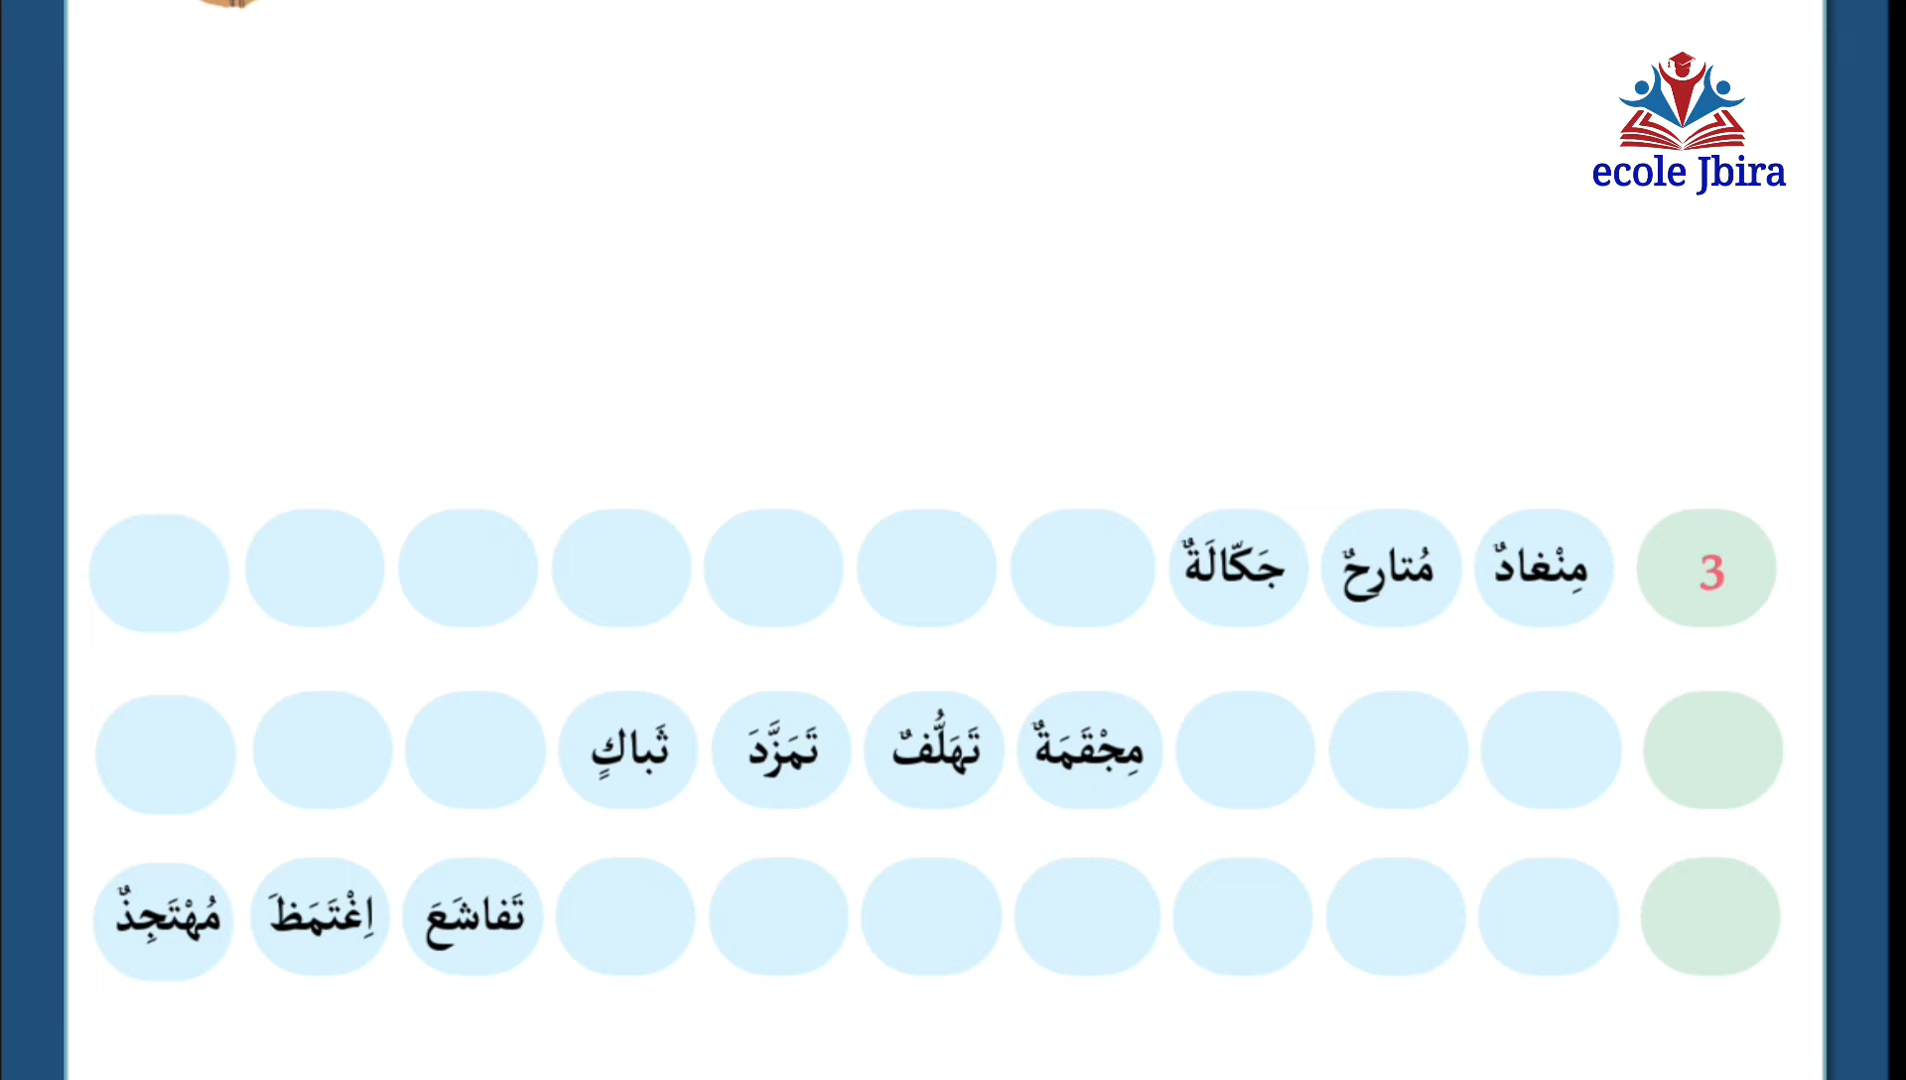 ecole Jbira
3 مِنْغادٌ مُتارِحٌ جَكّالَةٌ
مِجْقَمَةٌ تَهَلُّفٌ تَمَزَّدَ ثَباكٍ
تَفاشَعَ اِغْتَمَظَ مُهْتَجِذٌ